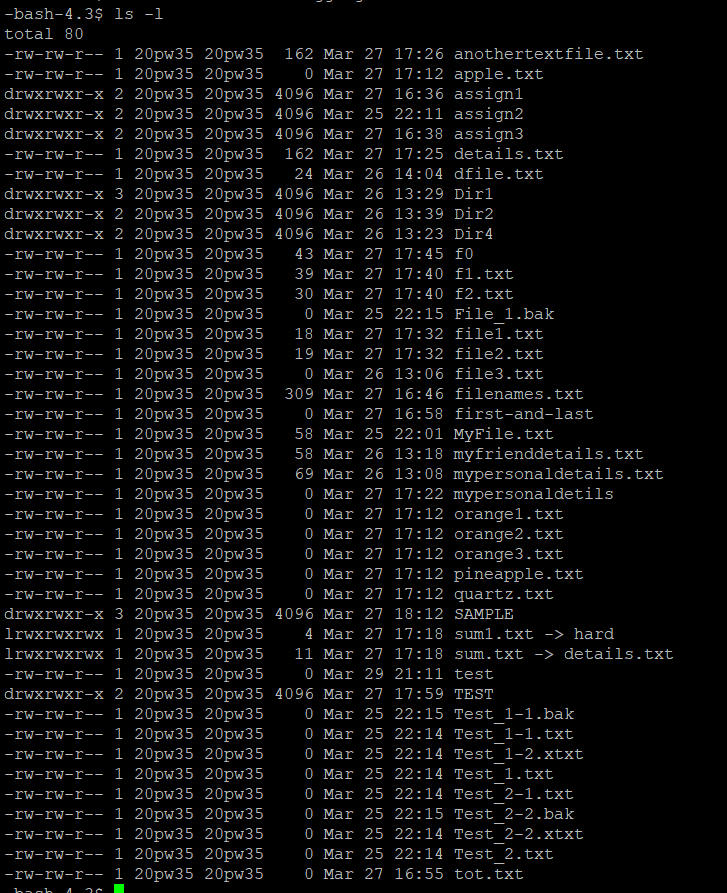 -bash-4.3$ ls -l
total 80
-rw-rw-r-- 1 20pw35 20pw35  162 Mar 27 17:26 anothertextfile.txt
-rw-rw-r-- 1 20pw35 20pw35    0 Mar 27 17:12 apple.txt
drwxrwxr-x 2 20pw35 20pw35 4096 Mar 27 16:36 assign1
drwxrwxr-x 2 20pw35 20pw35 4096 Mar 25 22:11 assign2
drwxrwxr-x 2 20pw35 20pw35 4096 Mar 27 16:38 assign3
-rw-rw-r-- 1 20pw35 20pw35  162 Mar 27 17:25 details.txt
-rw-rw-r-- 1 20pw35 20pw35   24 Mar 26 14:04 dfile.txt
drwxrwxr-x 3 20pw35 20pw35 4096 Mar 26 13:29 Dir1
drwxrwxr-x 2 20pw35 20pw35 4096 Mar 26 13:39 Dir2
drwxrwxr-x 2 20pw35 20pw35 4096 Mar 26 13:23 Dir4
-rw-rw-r-- 1 20pw35 20pw35   43 Mar 27 17:45 f0
-rw-rw-r-- 1 20pw35 20pw35   39 Mar 27 17:40 f1.txt
-rw-rw-r-- 1 20pw35 20pw35   30 Mar 27 17:40 f2.txt
-rw-rw-r-- 1 20pw35 20pw35    0 Mar 25 22:15 File_1.bak
-rw-rw-r-- 1 20pw35 20pw35   18 Mar 27 17:32 file1.txt
-rw-rw-r-- 1 20pw35 20pw35   19 Mar 27 17:32 file2.txt
-rw-rw-r-- 1 20pw35 20pw35    0 Mar 26 13:06 file3.txt
-rw-rw-r-- 1 20pw35 20pw35  309 Mar 27 16:46 filenames.txt
-rw-rw-r-- 1 20pw35 20pw35    0 Mar 27 16:58 first-and-last
-rw-rw-r-- 1 20pw35 20pw35   58 Mar 25 22:01 MyFile.txt
-rw-rw-r-- 1 20pw35 20pw35   58 Mar 26 13:18 myfrienddetails.txt
-rw-rw-r-- 1 20pw35 20pw35   69 Mar 26 13:08 mypersonaldetails.txt
-rw-rw-r-- 1 20pw35 20pw35    0 Mar 27 17:22 mypersonaldetils
-rw-rw-r-- 1 20pw35 20pw35    0 Mar 27 17:12 orange1.txt
-rw-rw-r-- 1 20pw35 20pw35    0 Mar 27 17:12 orange2.txt
-rw-rw-r-- 1 20pw35 20pw35    0 Mar 27 17:12 orange3.txt
-rw-rw-r-- 1 20pw35 20pw35    0 Mar 27 17:12 pineapple.txt
-rw-rw-r-- 1 20pw35 20pw35    0 Mar 27 17:12 quartz.txt
drwxrwxr-x 3 20pw35 20pw35 4096 Mar 27 18:12 SAMPLE
lrwxrwxrwx 1 20pw35 20pw35    4 Mar 27 17:18 sum1.txt -> hard
lrwxrwxrwx 1 20pw35 20pw35   11 Mar 27 17:18 sum.txt -> details.txt
-rw-rw-r-- 1 20pw35 20pw35    0 Mar 29 21:11 test
drwxrwxr-x 2 20pw35 20pw35 4096 Mar 27 17:59 TEST
-rw-rw-r-- 1 20pw35 20pw35    0 Mar 25 22:15 Test_1-1.bak
-rw-rw-r-- 1 20pw35 20pw35    0 Mar 25 22:14 Test_1-1.txt
-rw-rw-r-- 1 20pw35 20pw35    0 Mar 25 22:14 Test_1-2.xtxt
-rw-rw-r-- 1 20pw35 20pw35    0 Mar 25 22:14 Test_1.txt
-rw-rw-r-- 1 20pw35 20pw35    0 Mar 25 22:14 Test_2-1.txt
-rw-rw-r-- 1 20pw35 20pw35    0 Mar 25 22:15 Test_2-2.bak
-rw-rw-r-- 1 20pw35 20pw35    0 Mar 25 22:14 Test_2-2.xtxt
-rw-rw-r-- 1 20pw35 20pw35    0 Mar 25 22:14 Test_2.txt
-rw-rw-r-- 1 20pw35 20pw35    0 Mar 27 16:55 tot.txt
-bash-4.3$